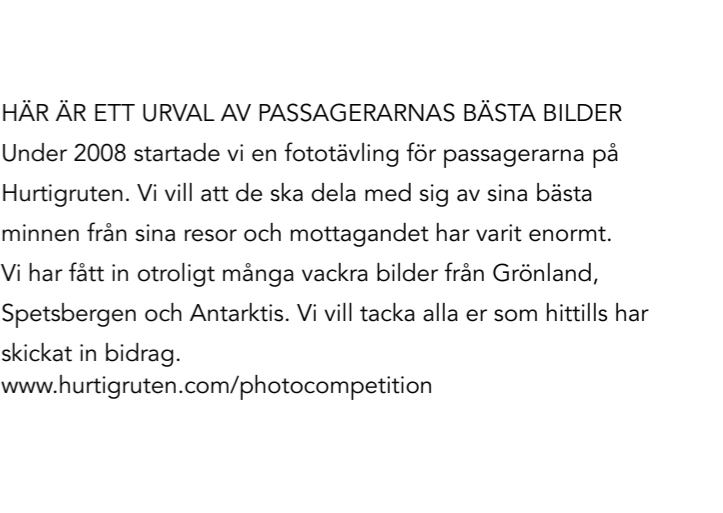 HÄR ÄR ETT URVAL AV PASSAGERARNAS BÄSTA BILDER
Under 2008 startade vi en fototävling för passagerarna på
Hurtigruten. Vi vill att de ska dela med sig av sina bästa
minnen från sina resor och mottagandet har varit enormt.
Vi har fått in otroligt många vackra bilder från Grönland,
Spetsbergen och Antarktis. Vi vill tacka alla er som hittills har
skickat in bidrag.
www.hurtigruten.com/photocompetition